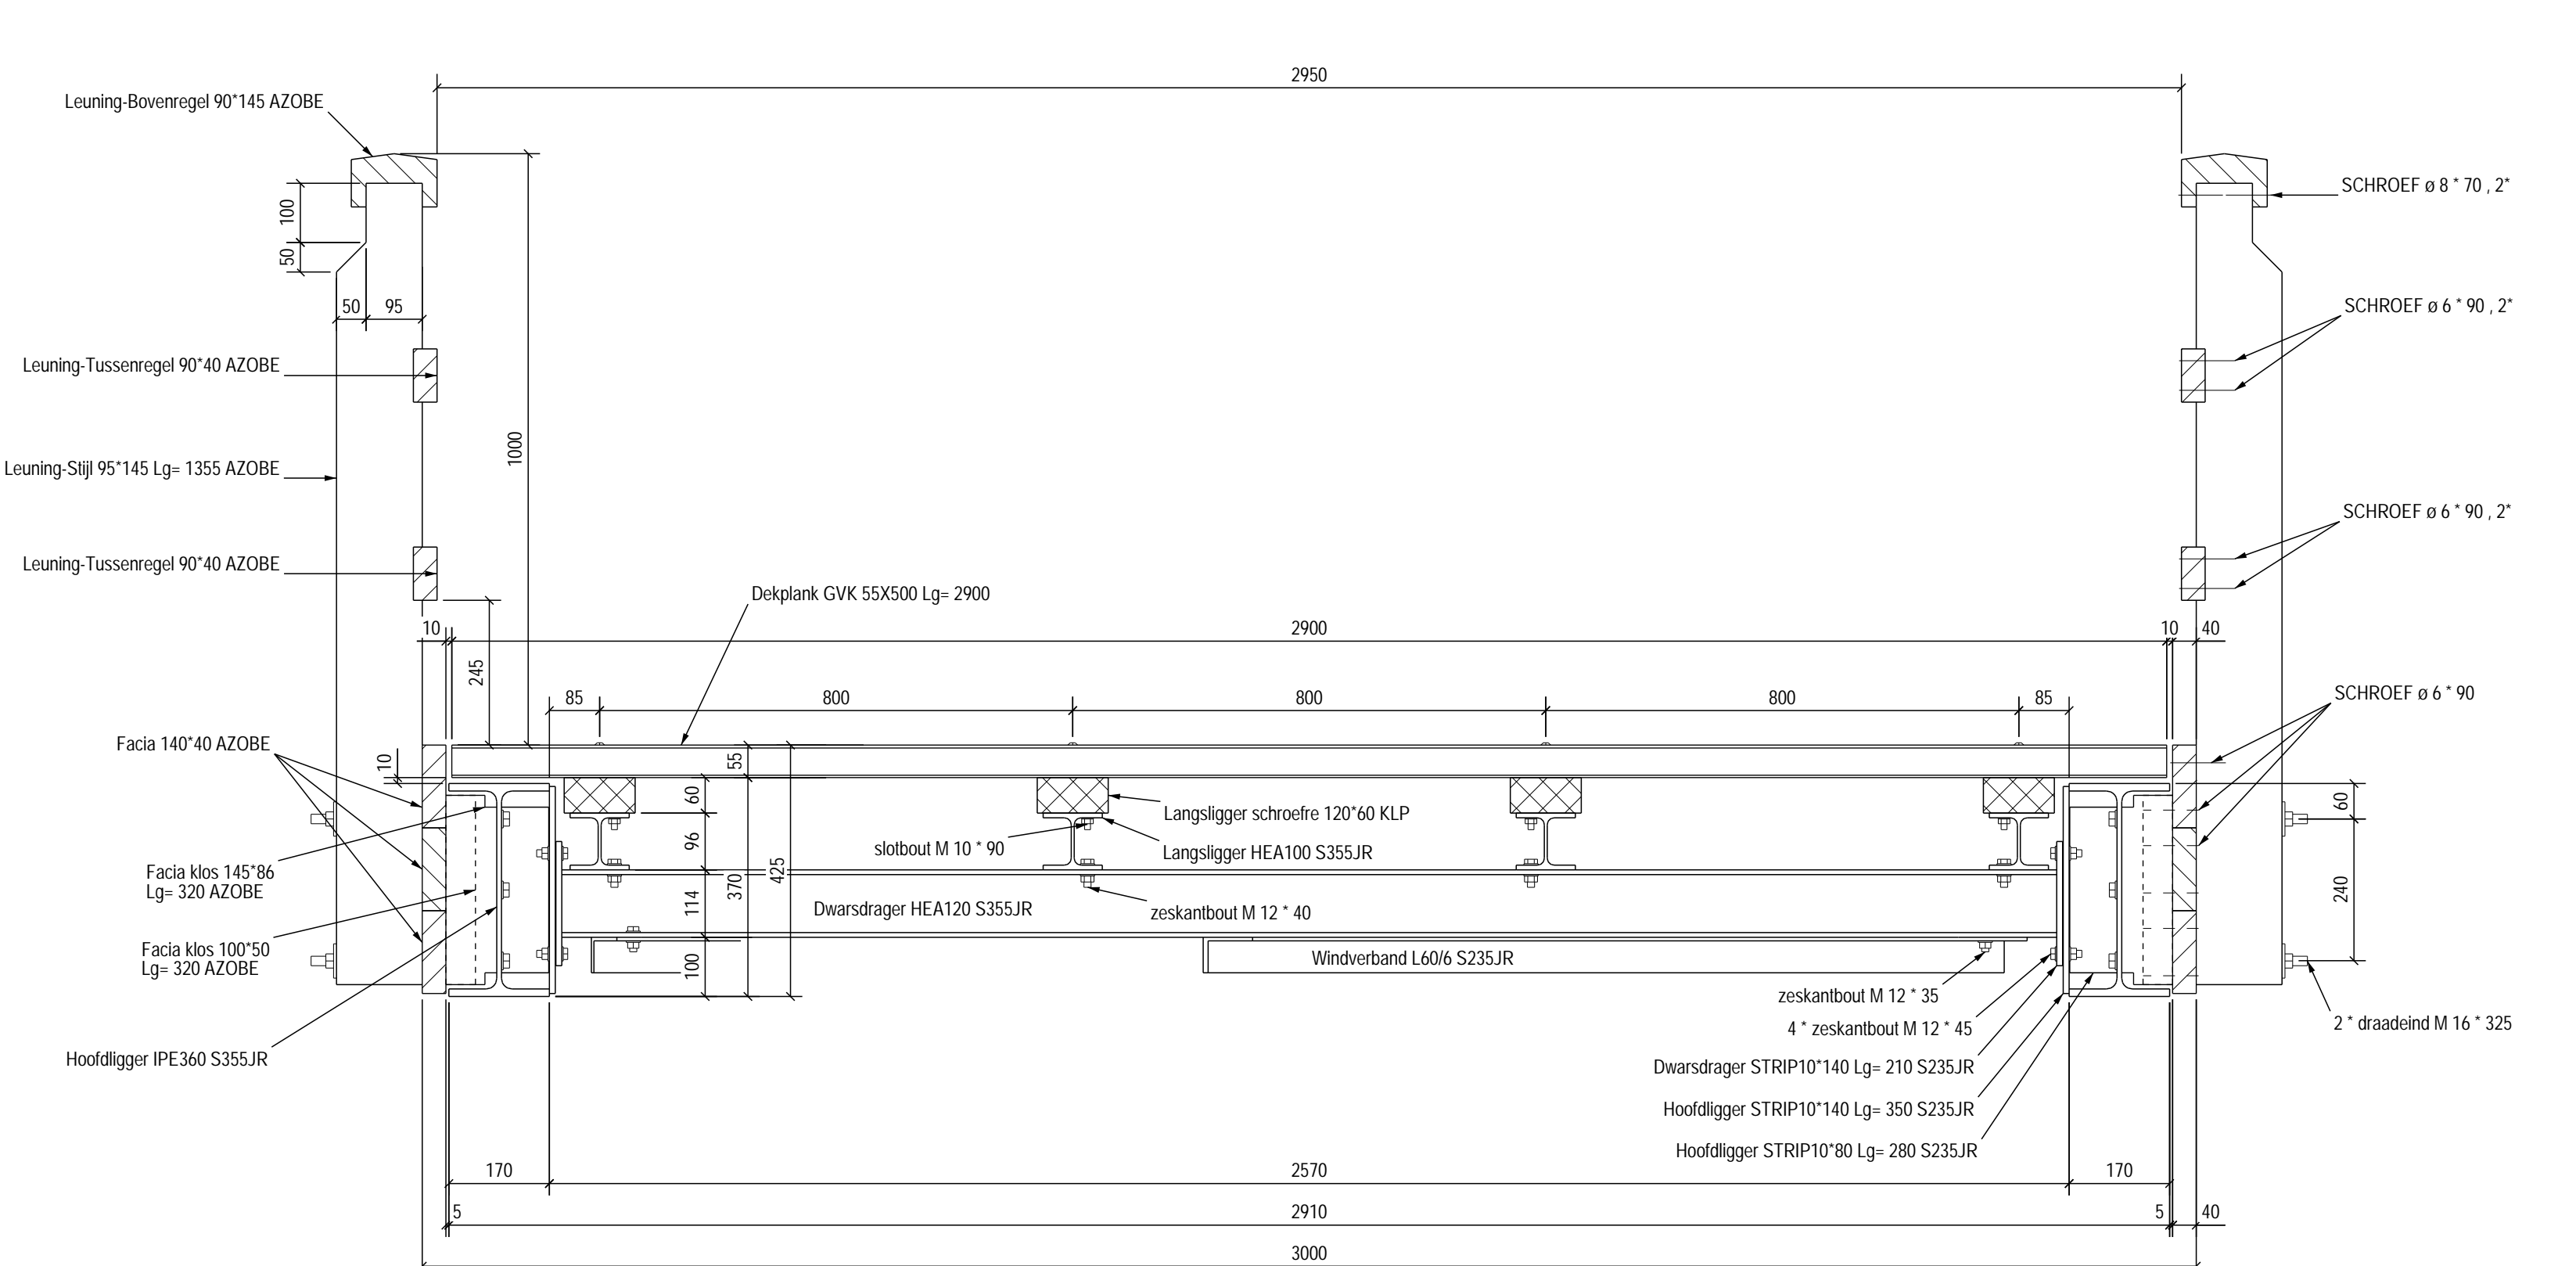 2950
Leuning-Bovenregel 90*145 AZOBE
SCHROEF ø 8 * 70 , 2*
100
50
50
95
SCHROEF ø 6 * 90 , 2*
Leuning-Tussenregel 90*40 AZOBE
1000
Leuning-Stijl 95*145 Lg= 1355 AZOBE
SCHROEF ø 6 * 90 , 2*
Leuning-Tussenregel 90*40 AZOBE
Dekplank GVK 55X500 Lg= 2900
10
2900
10
40
245
85
800
800
800
85
SCHROEF ø 6 * 90
Facia 140*40 AZOBE
10
55
60
Langsligger schroefre 120*60 KLP
60
96
slotbout M 10 * 90
Langsligger HEA100 S355JR
425
370
Facia klos 145*86
Lg= 320 AZOBE
114
Dwarsdrager HEA120 S355JR
zeskantbout M 12 * 40
240
Facia klos 100*50
Lg= 320 AZOBE
100
Windverband L60/6 S235JR
zeskantbout M 12 * 35
4 * zeskantbout M 12 * 45
2 * draadeind M 16 * 325
Hoofdligger IPE360 S355JR
Dwarsdrager STRIP10*140 Lg= 210 S235JR
Hoofdligger STRIP10*140 Lg= 350 S235JR
Hoofdligger STRIP10*80 Lg= 280 S235JR
170
2570
170
5
2910
5
40
3000